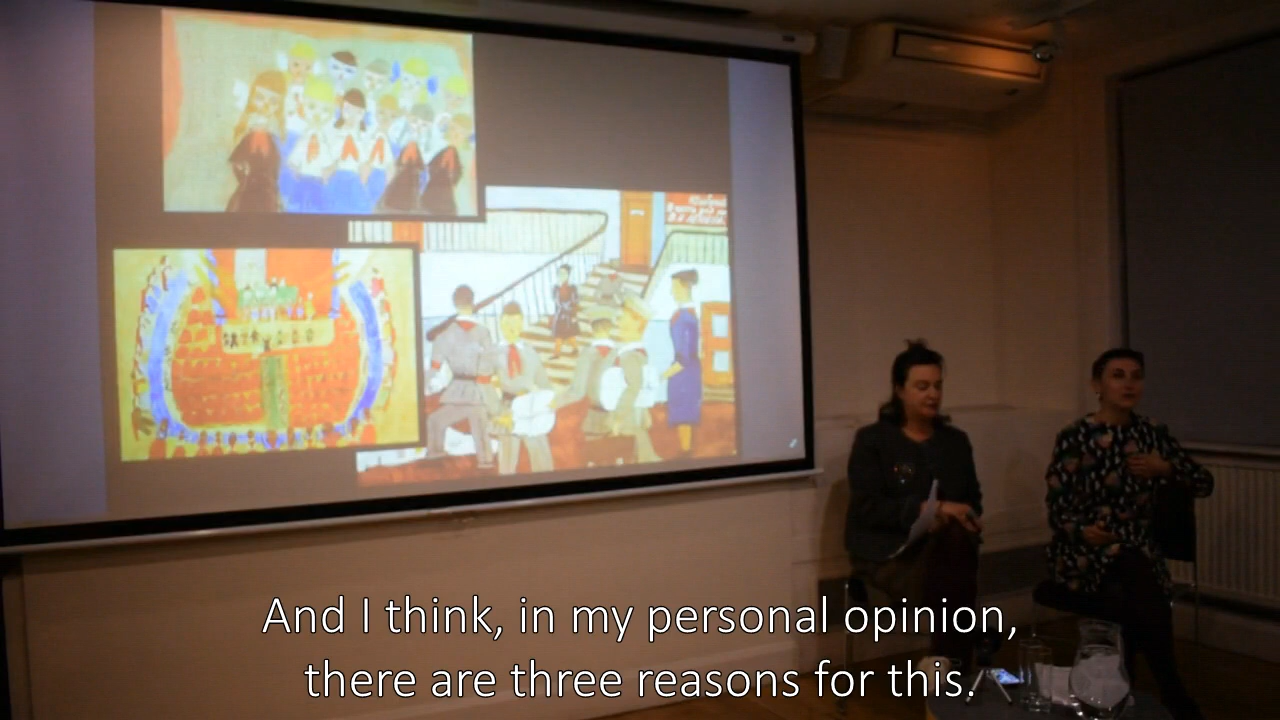 And I think, in my personal opinion,
there are three reasons for this.